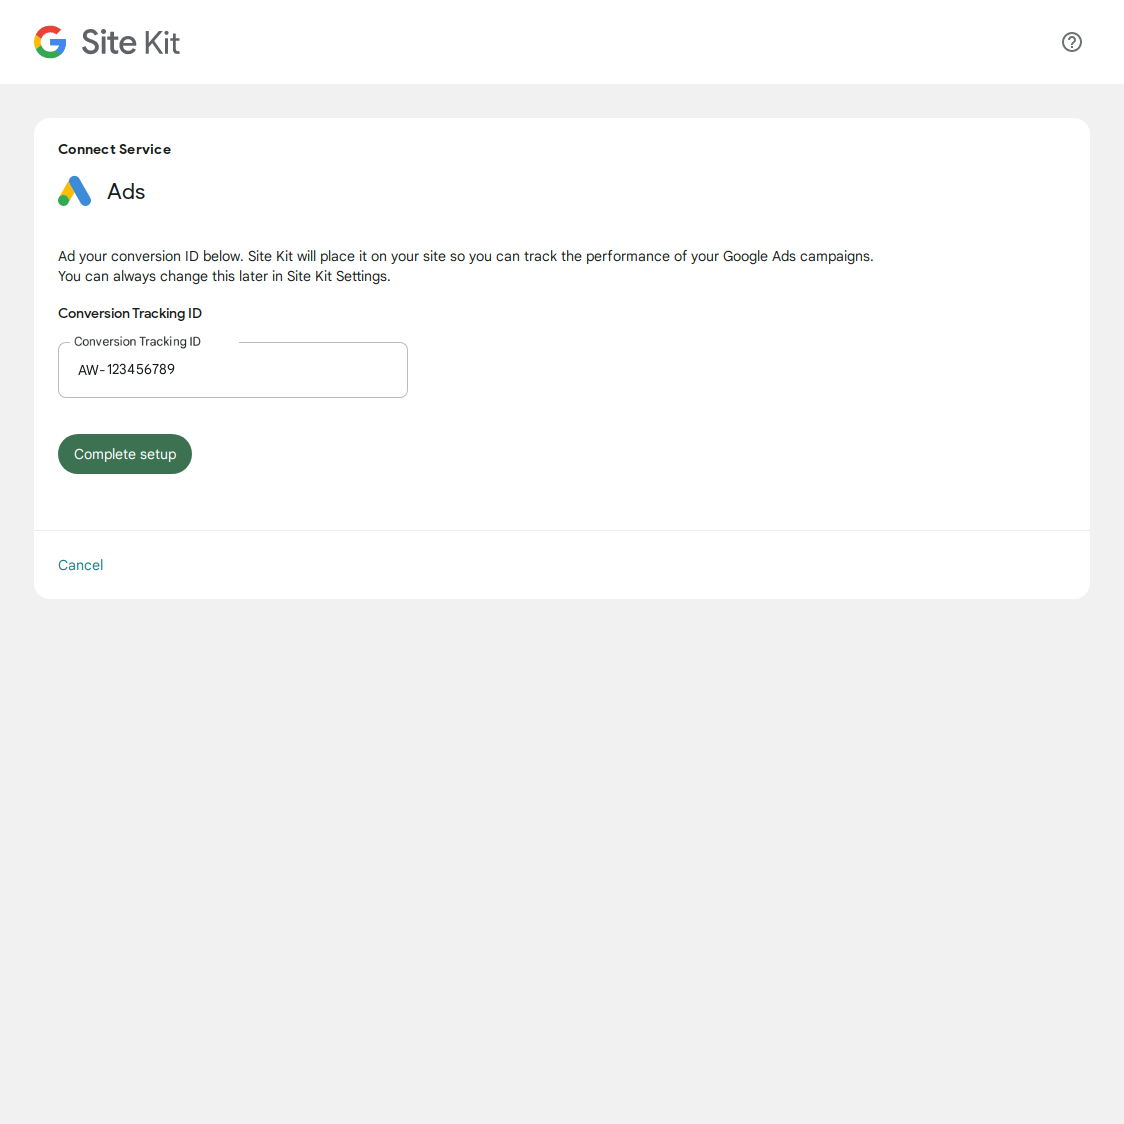 Site Kit
Connect Service
Ads
Ad your conversion ID below. Site Kit will place it on your site so you can track the performance of your Google Ads campaigns.
You can always change this later in Site Kit Settings.
Conversion Tracking ID
Conversion Tracking ID
AW-123456789
Complete setup
Cancel